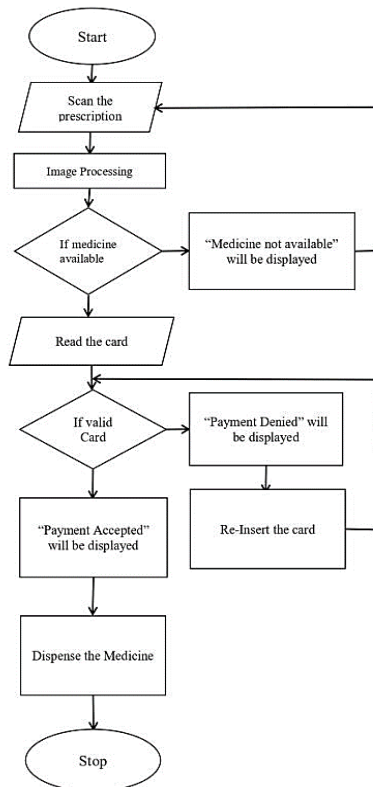 Start
Scan the
prescription
Image Processing
If medicine
available
“Medicine not available”
will be displayed
Read the card
If valid
Card
“Payment Denied” will
be displayed
“Payment Accepted”
will be displayed
Re-Insert the card
Dispense the Medicine
Stop